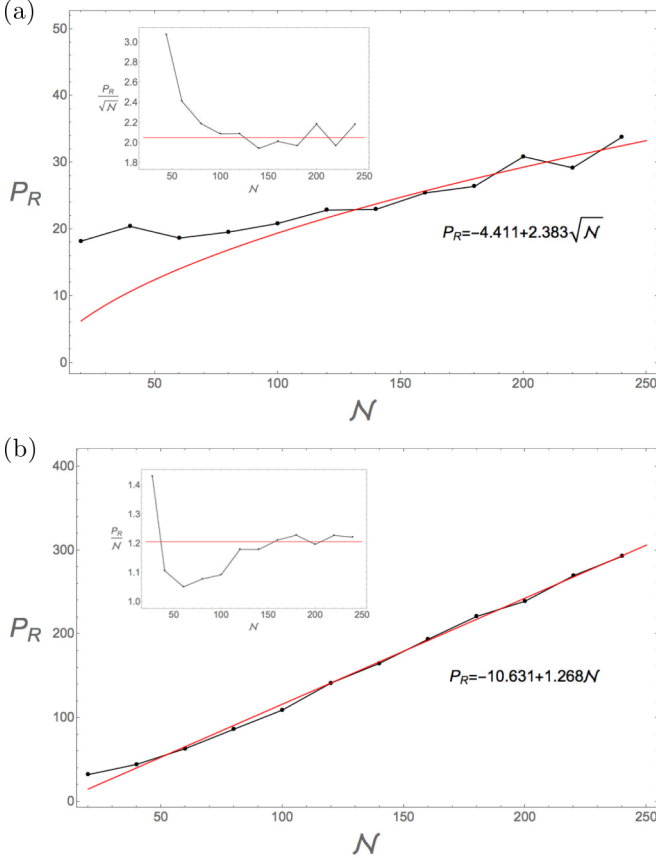 (a)
50
40
30
20
10
0
P_R
3.0
2.8
2.6
2.4
2.2
2.0
1.8
P_R/√N
50 100 150 200 250
N
P_R=-4.411+2.383√N
50 100 150 200 250
N
(b)
400
300
200
100
0
P_R
1.4
1.3
1.2
1.1
1.0
P_R/N
50 100 150 200 250
N
P_R=-10.631+1.268N
50 100 150 200 250
N